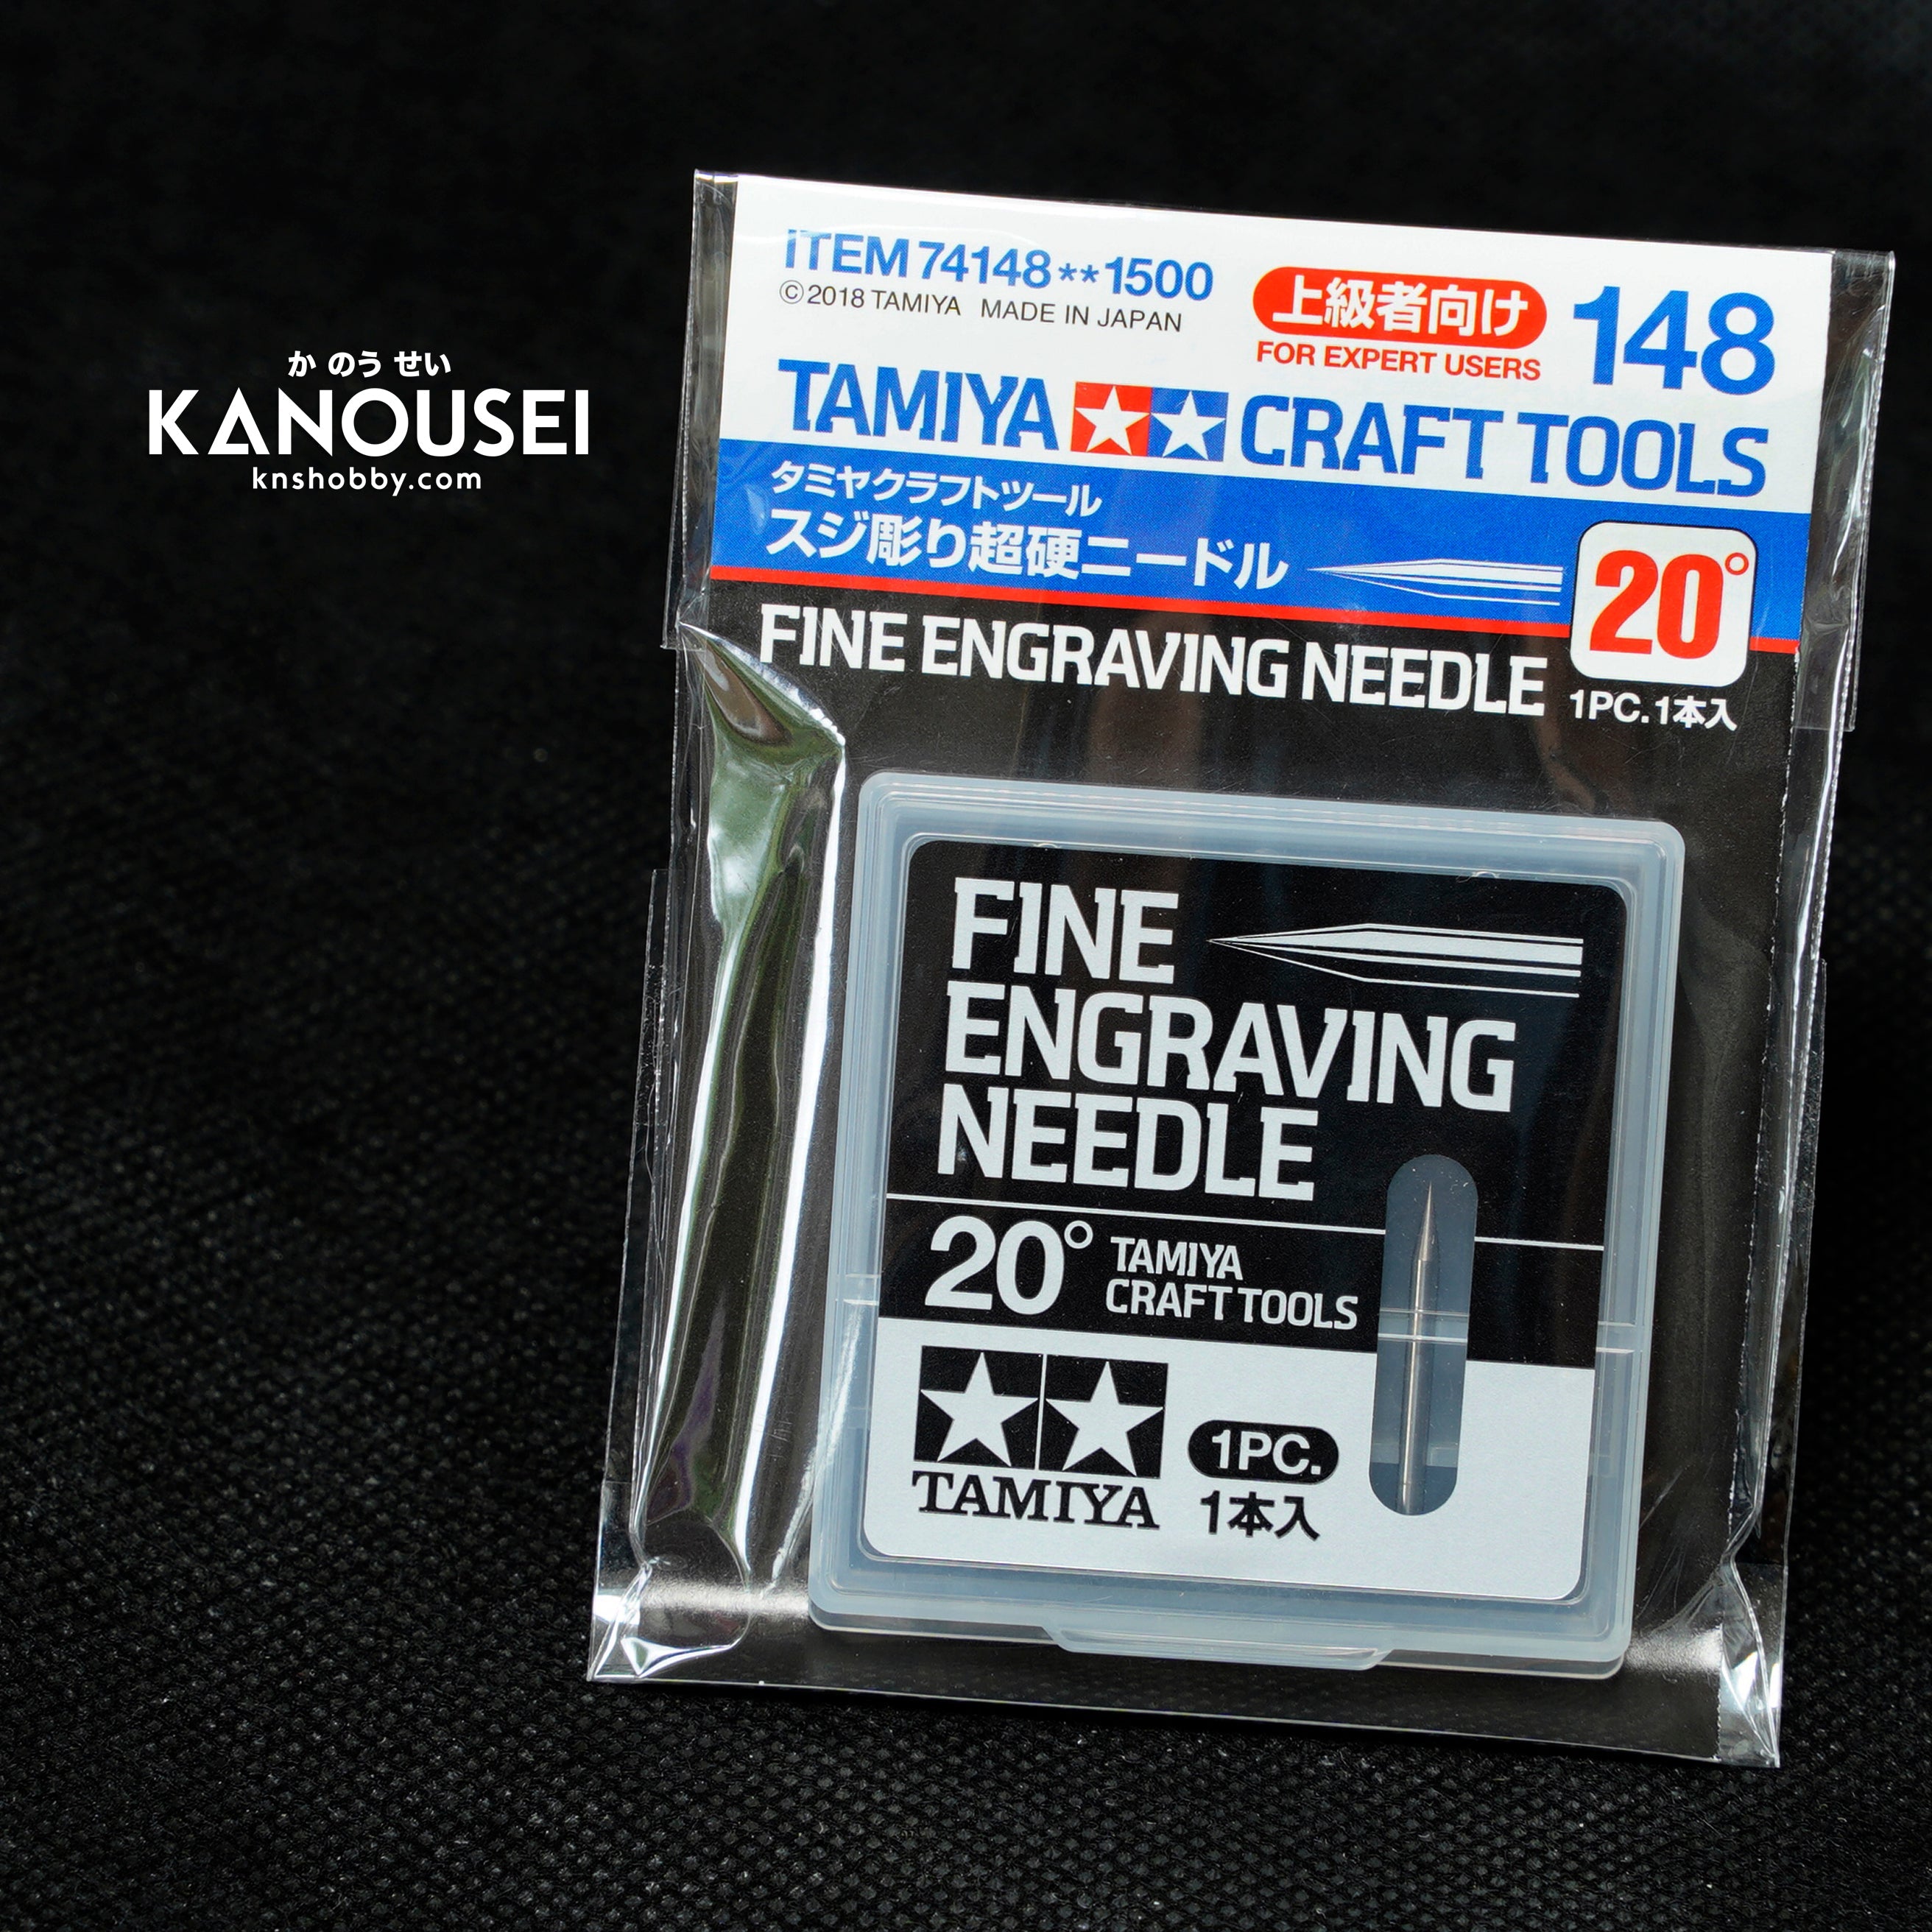 か のう せい
KANOUSEI
knshobby.com
ITEM 74148**1500
©2018 TAMIYA MADE IN JAPAN
上級者向け
FOR EXPERT USERS
148
TAMIYA CRAFT TOOLS
タミヤクラフトツール
スジ彫り超硬ニードル
20°
FINE ENGRAVING NEEDLE
1PC.1本入
FINE
ENGRAVING
NEEDLE
20° TAMIYA
CRAFT TOOLS
TAMIYA
1PC.
1本入